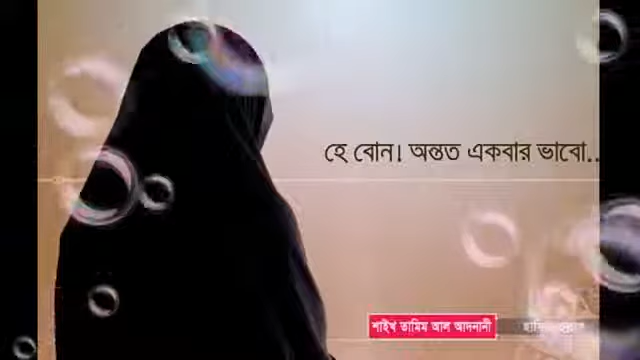 হে বোন! অন্তত একবার ভাবো..
শাইখ তামিম আল আদনানী